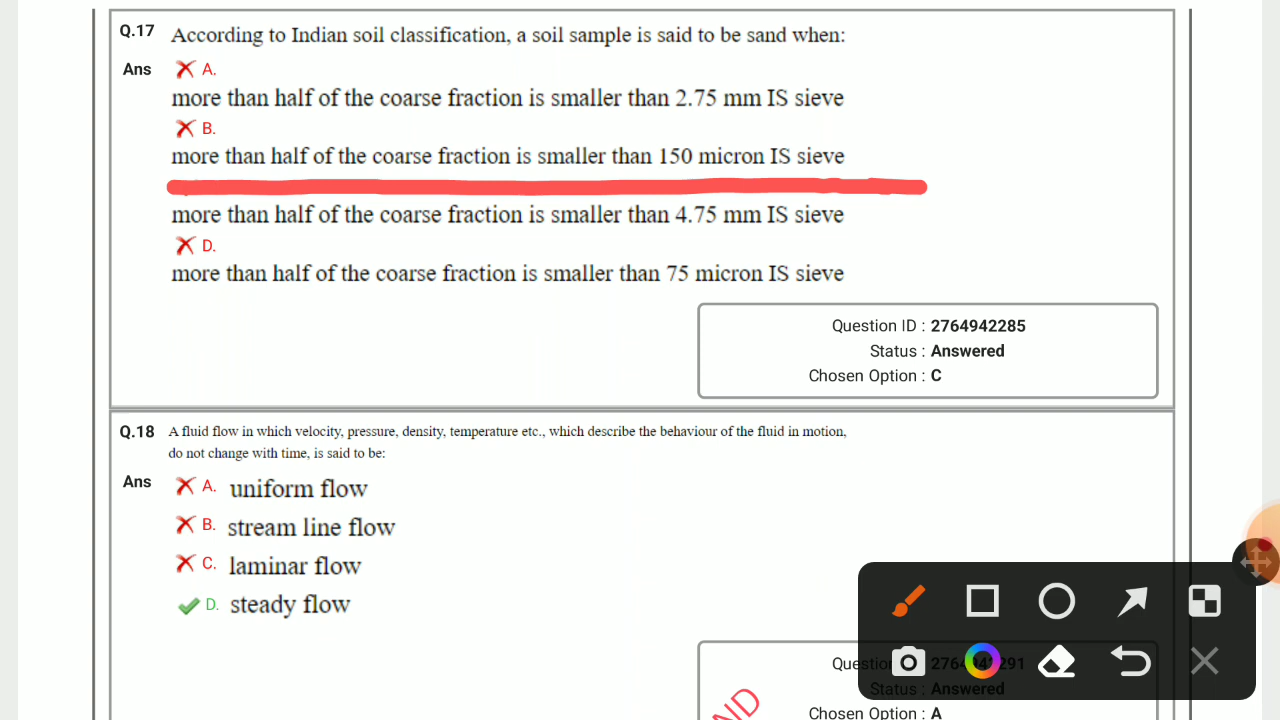 Q.17 According to Indian soil classification, a soil sample is said to be sand when:
Ans A.
more than half of the coarse fraction is smaller than 2.75 mm IS sieve
B.
more than half of the coarse fraction is smaller than 150 micron IS sieve
more than half of the coarse fraction is smaller than 4.75 mm IS sieve
D.
more than half of the coarse fraction is smaller than 75 micron IS sieve
Question ID : 2764942285
Status : Answered
Chosen Option : C
Q.18 A fluid flow in which velocity, pressure, density, temperature etc., which describe the behaviour of the fluid in motion,
do not change with time, is said to be:
Ans A. uniform flow
B. stream line flow
C. laminar flow
D. steady flow
Status : Answered
Chosen Option : A